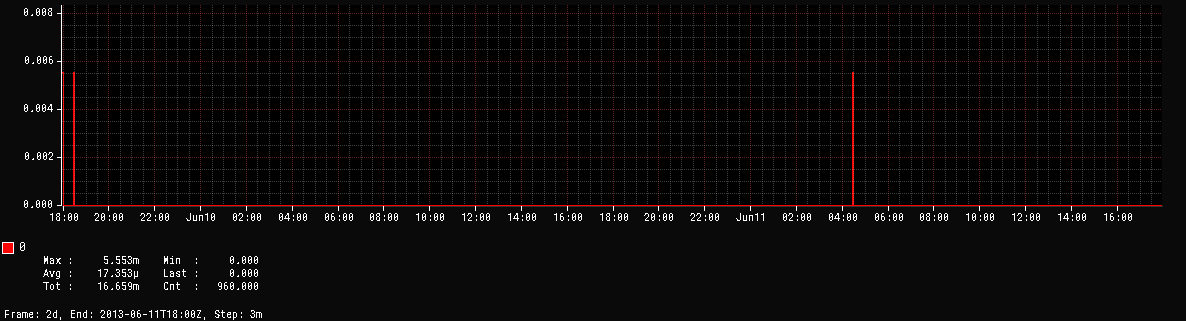 0.008
0.006
0.004
0.002
0.000
18:00 20:00 22:00 Jun10 02:00 04:00 06:00 08:00 10:00 12:00 14:00 16:00 18:00 20:00 22:00 Jun11 02:00 04:00 06:00 08:00 10:00 12:00 14:00 16:00
0
Max : 5.553m Min : 0.000
Avg : 17.353µ Last : 0.000
Tot : 16.659m Cnt : 960.000
Frame: 2d, End: 2013-06-11T18:00Z, Step: 3m